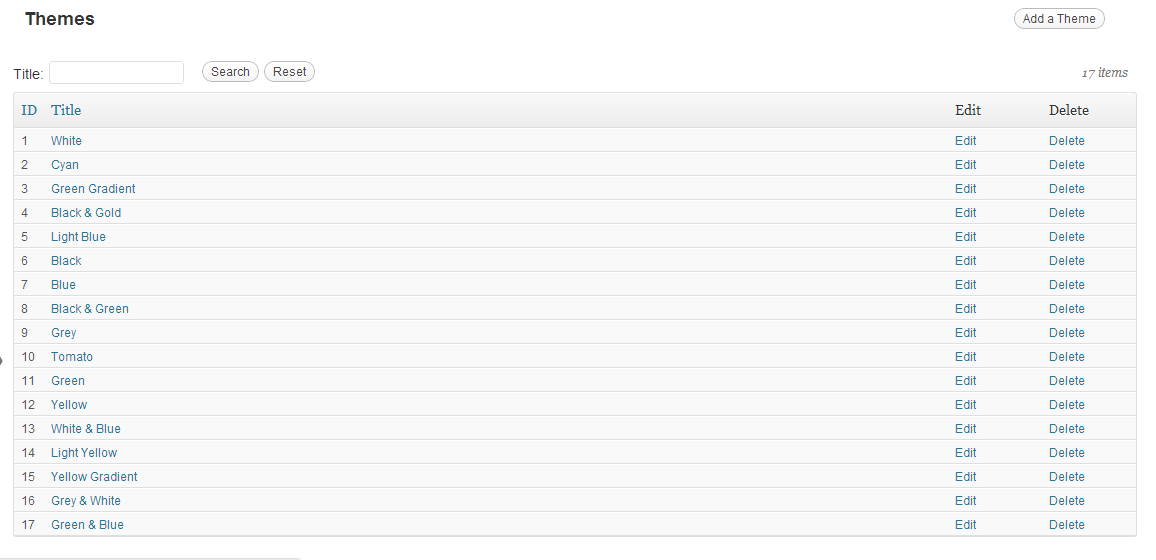 Themes Add a Theme
Title: Search Reset 17 items
ID Title Edit Delete
1 White Edit Delete
2 Cyan Edit Delete
3 Green Gradient Edit Delete
4 Black & Gold Edit Delete
5 Light Blue Edit Delete
6 Black Edit Delete
7 Blue Edit Delete
8 Black & Green Edit Delete
9 Grey Edit Delete
10 Tomato Edit Delete
11 Green Edit Delete
12 Yellow Edit Delete
13 White & Blue Edit Delete
14 Light Yellow Edit Delete
15 Yellow Gradient Edit Delete
16 Grey & White Edit Delete
17 Green & Blue Edit Delete